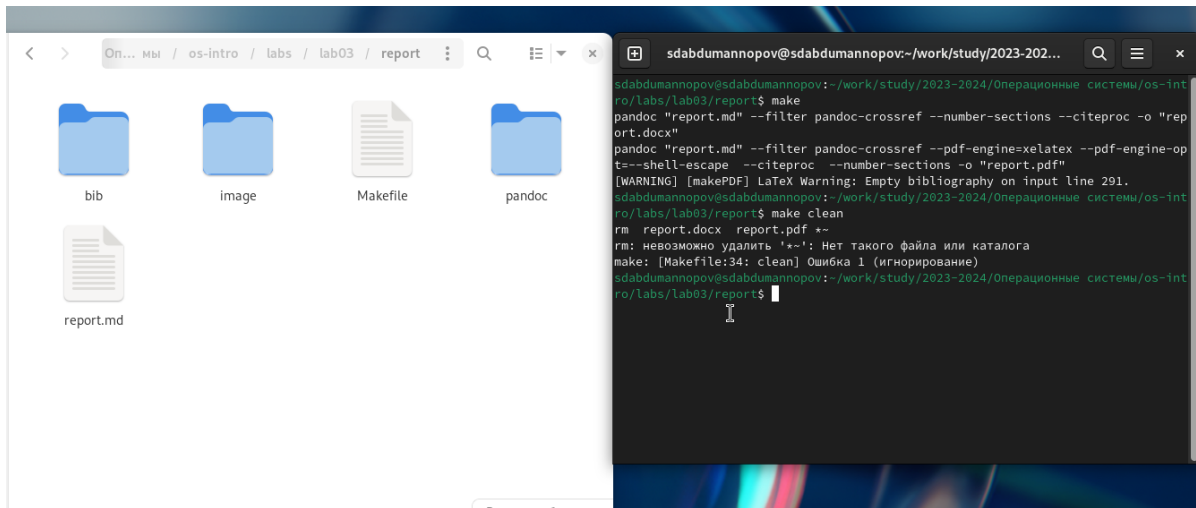 Оп... мы / os-intro / labs / lab03 / report
bib
image
Makefile
pandoc
report.md
sdabdumannopov@sdabdumannopov:~/work/study/2023-202...
sdabdumannopov@sdabdumannopov:~/work/study/2023-2024/Операционные системы/os-int
ro/labs/lab03/report$ make
pandoc "report.md" --filter pandoc-crossref --number-sections --citeproc -o "rep
ort.docx"
pandoc "report.md" --filter pandoc-crossref --pdf-engine=xelatex --pdf-engine-op
t=--shell-escape  --citeproc  --number-sections -o "report.pdf"
[WARNING] [makePDF] LaTeX Warning: Empty bibliography on input line 291.
sdabdumannopov@sdabdumannopov:~/work/study/2023-2024/Операционные системы/os-int
ro/labs/lab03/report$ make clean
rm  report.docx  report.pdf *~
rm: невозможно удалить '*~': Нет такого файла или каталога
make: [Makefile:34: clean] Ошибка 1 (игнорирование)
sdabdumannopov@sdabdumannopov:~/work/study/2023-2024/Операционные системы/os-int
ro/labs/lab03/report$